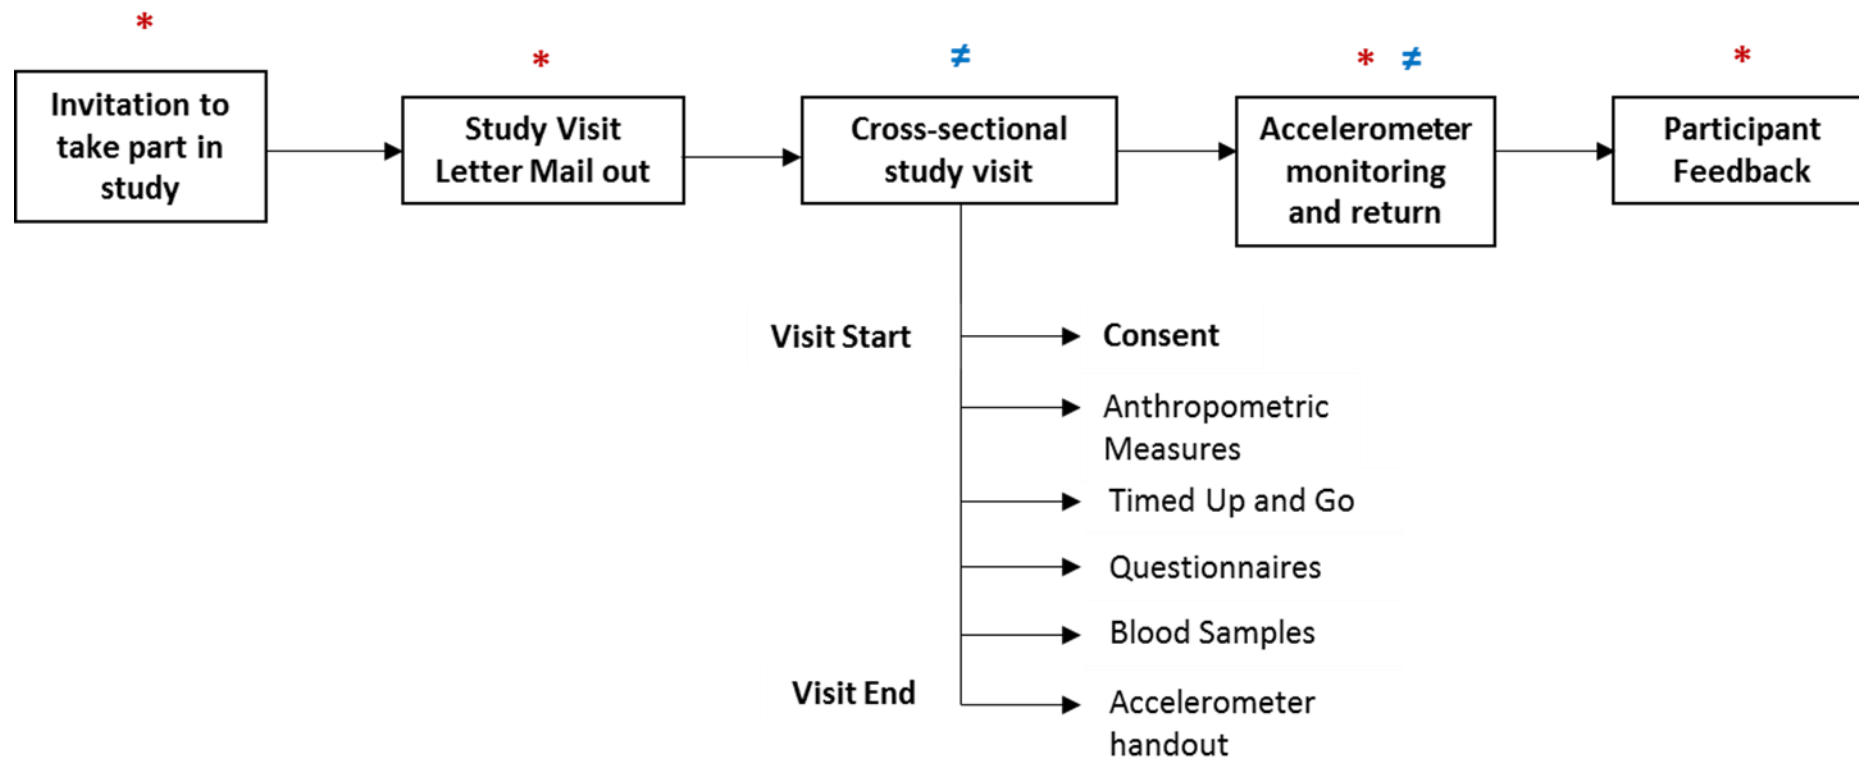 *
Invitation to
take part in
study
*
Study Visit
Letter Mail out
≠
Cross-sectional
study visit
* ≠
Accelerometer
monitoring
and return
*
Participant
Feedback
Visit Start
Consent
Anthropometric
Measures
Timed Up and Go
Questionnaires
Blood Samples
Visit End
Accelerometer
handout